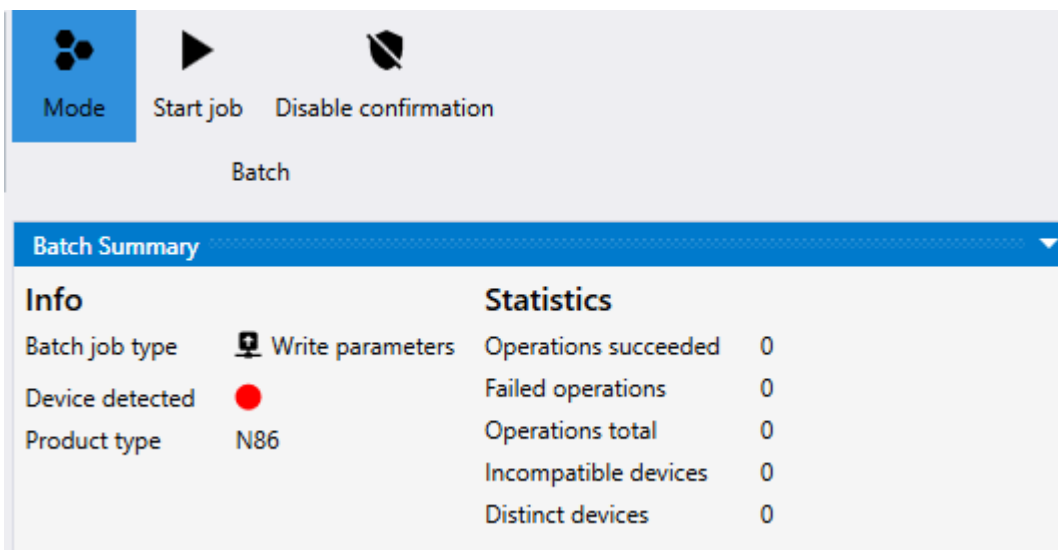 Mode Start job Disable confirmation
Batch
Batch Summary
Info
Batch job type Write parameters
Device detected
Product type N86
Statistics
Operations succeeded 0
Failed operations 0
Operations total 0
Incompatible devices 0
Distinct devices 0